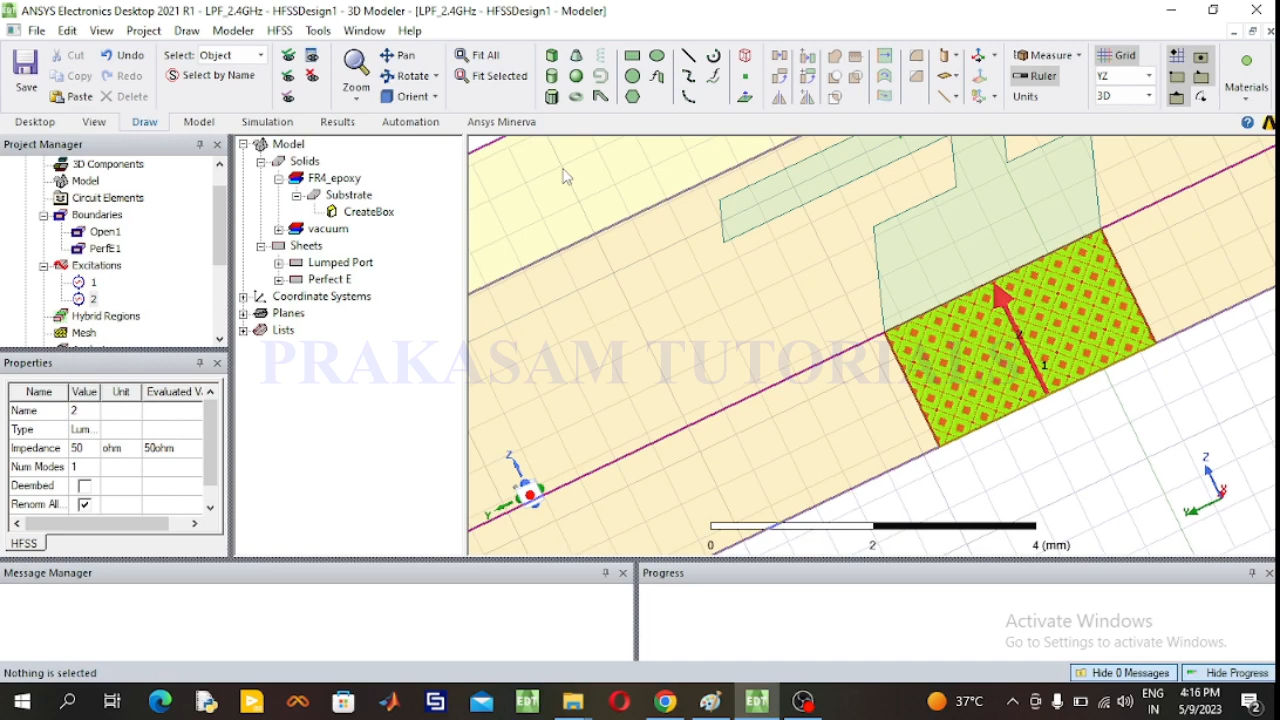 ANSYS Electronics Desktop 2021 R1 - LPF_2.4GHz - HFSSDesign1 - 3D Modeler - [LPF_2.4GHz - HFSSDesign1 - Modeler]
File Edit View Project Draw Modeler HFSS Tools Window Help
Save
Cut Undo
Copy Redo
Paste Delete
Select: Object
Select by Name
Zoom
Pan
Rotate
Orient
Fit All
Fit Selected
Measure
Ruler
Units
Grid
YZ
3D
Materials
Desktop View Draw Model Simulation Results Automation Ansys Minerva
Project Manager
3D Components
Model
Circuit Elements
Boundaries
Open1
PerfE1
Excitations
1
2
Hybrid Regions
Mesh
Model
Solids
FR4_epoxy
Substrate
CreateBox
vacuum
Sheets
Lumped Port
Perfect E
Coordinate Systems
Planes
Lists
Properties
Name Value Unit Evaluated V
Name 2
Type Lum...
Impedance 50 ohm 50ohm
Num Modes 1
Deembed
Renorm All...
HFSS
PRAKASAM TUTORIALS
1
Z
Y
Z
X
Y
0 2 4 (mm)
Message Manager
Progress
Activate Windows
Go to Settings to activate Windows.
Nothing is selected
Hide 0 Messages
Hide Progress
37°C
ENG
IN
4:16 PM
5/9/2023
2